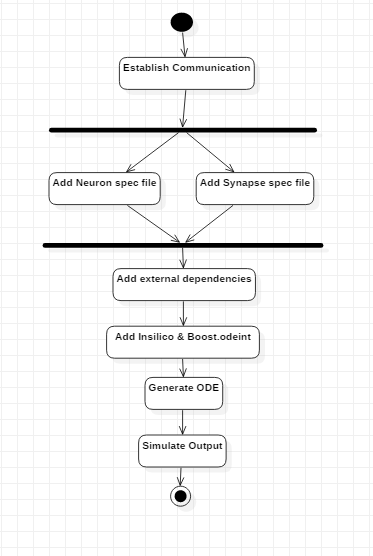 Establish Communication
Add Neuron spec file
Add Synapse spec file
Add external dependencies
Add Insilico & Boost.odeint
Generate ODE
Simulate Output